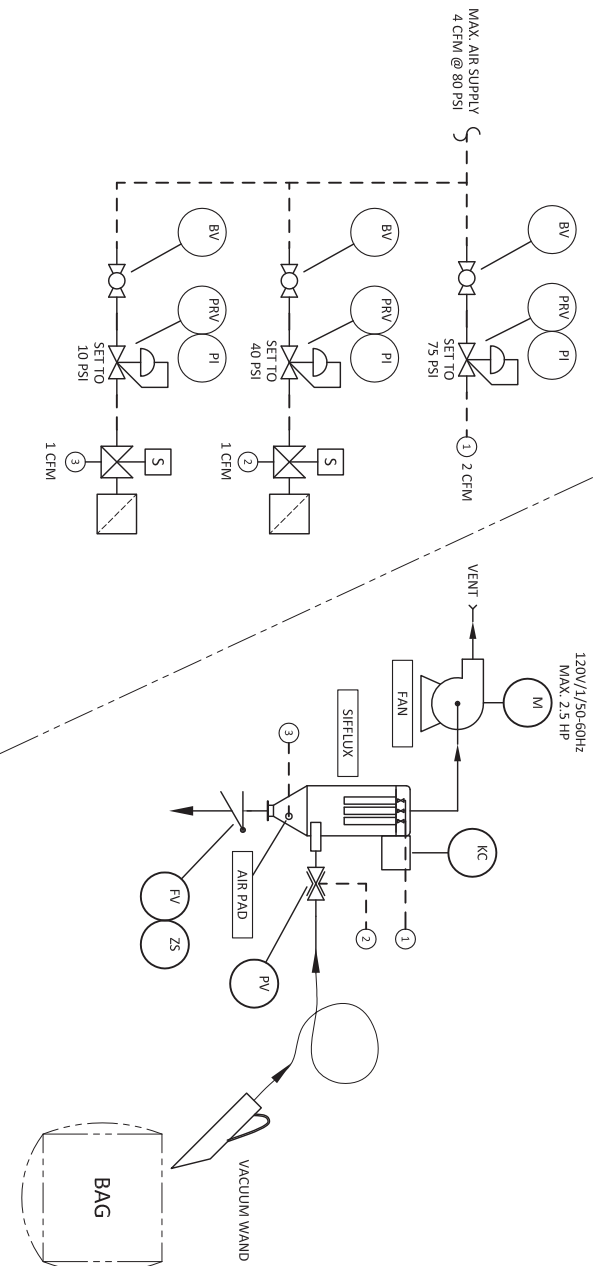 MAX. AIR SUPPLY
4 CFM @ 80 PSI
BV
PRV
PI
SET TO
75 PSI
1
2 CFM
BV
PRV
PI
SET TO
40 PSI
S
2
1 CFM
BV
PRV
PI
SET TO
10 PSI
S
3
1 CFM
120V/1/50-60Hz
MAX. 2.5 HP
VENT
M
FAN
SIFFLUX
3
KC
1
2
AIR PAD
FV
ZS
PV
VACUUM WAND
BAG